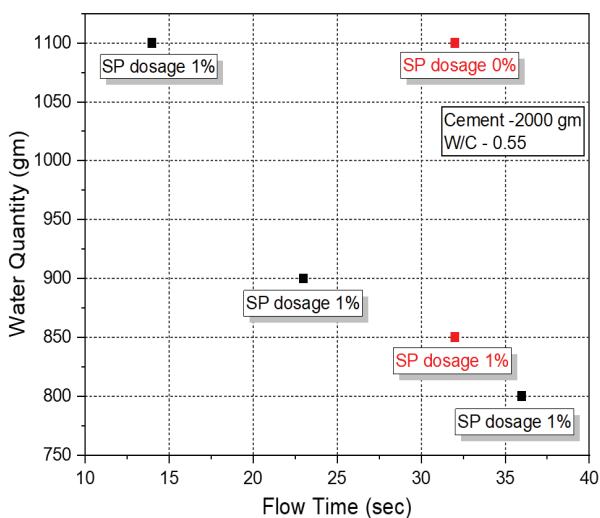 1100
1050
1000
950
900
850
800
750
Water Quantity (gm)
SP dosage 1%
SP dosage 0%
Cement -2000 gm
W/C - 0.55
SP dosage 1%
SP dosage 1%
SP dosage 1%
10 15 20 25 30 35 40
Flow Time (sec)